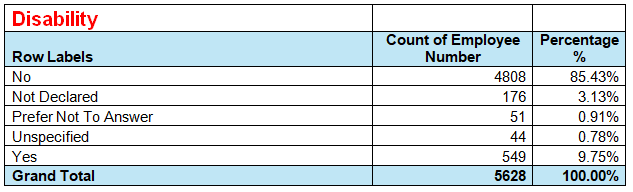 Disability
Row Labels Count of Employee Number Percentage %
No 4808 85.43%
Not Declared 176 3.13%
Prefer Not To Answer 51 0.91%
Unspecified 44 0.78%
Yes 549 9.75%
Grand Total 5628 100.00%